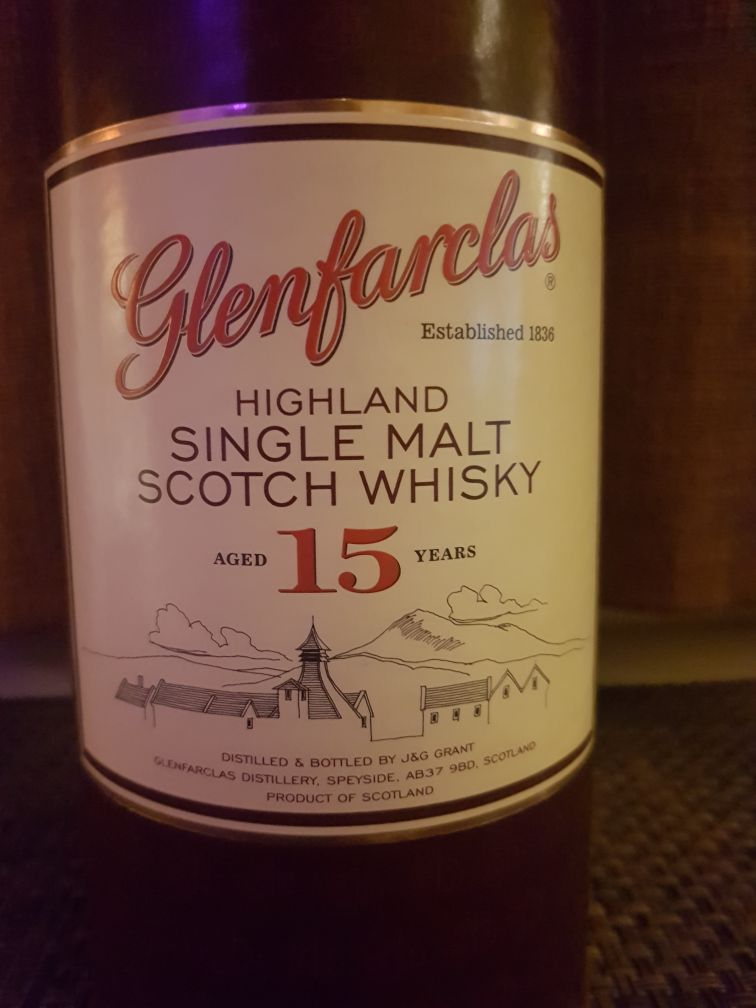 Glenfarclas
®
Established 1836
HIGHLAND
SINGLE MALT
SCOTCH WHISKY
AGED 15 YEARS
DISTILLED & BOTTLED BY J&G GRANT
GLENFARCLAS DISTILLERY, SPEYSIDE, AB37 9BD, SCOTLAND
PRODUCT OF SCOTLAND